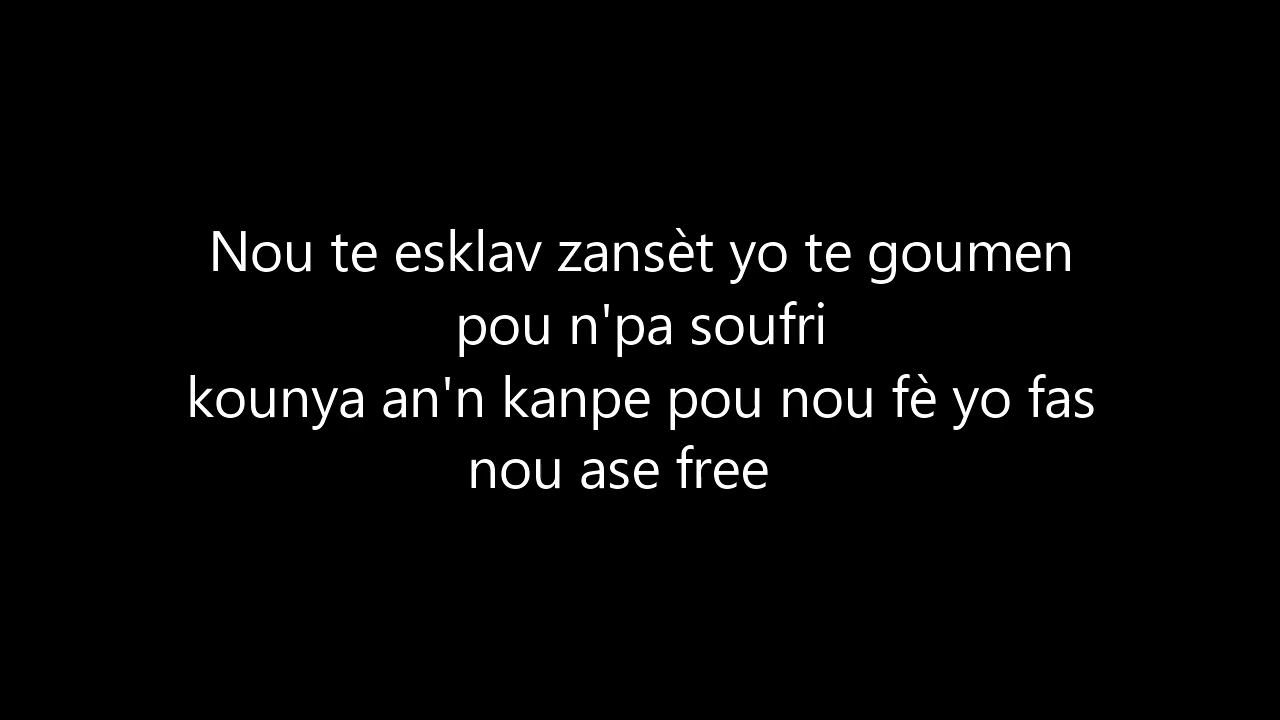 Nou te esklav zansèt yo te goumen
pou n'pa soufri
kounya an'n kanpe pou nou fè yo fas
nou ase free